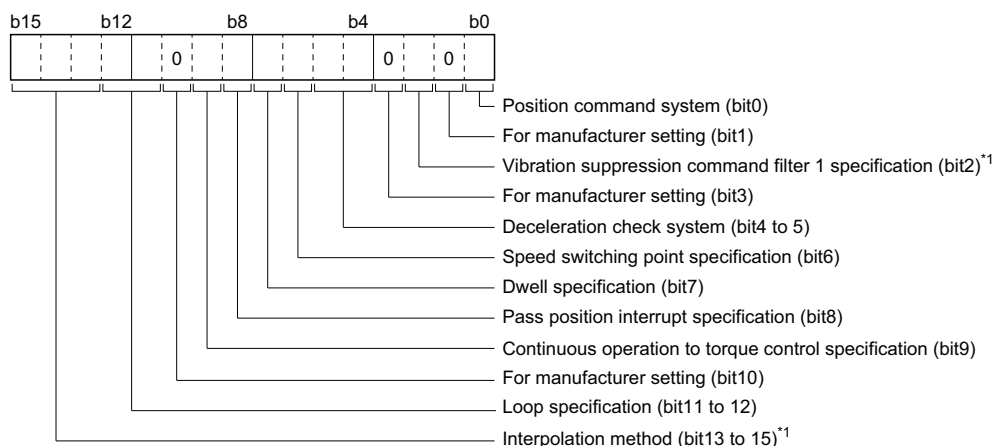 b15 b12 b8 b4 b0
0 0 0
Position command system (bit0)
For manufacturer setting (bit1)
Vibration suppression command filter 1 specification (bit2)*1
For manufacturer setting (bit3)
Deceleration check system (bit4 to 5)
Speed switching point specification (bit6)
Dwell specification (bit7)
Pass position interrupt specification (bit8)
Continuous operation to torque control specification (bit9)
For manufacturer setting (bit10)
Loop specification (bit11 to 12)
Interpolation method (bit13 to 15)*1